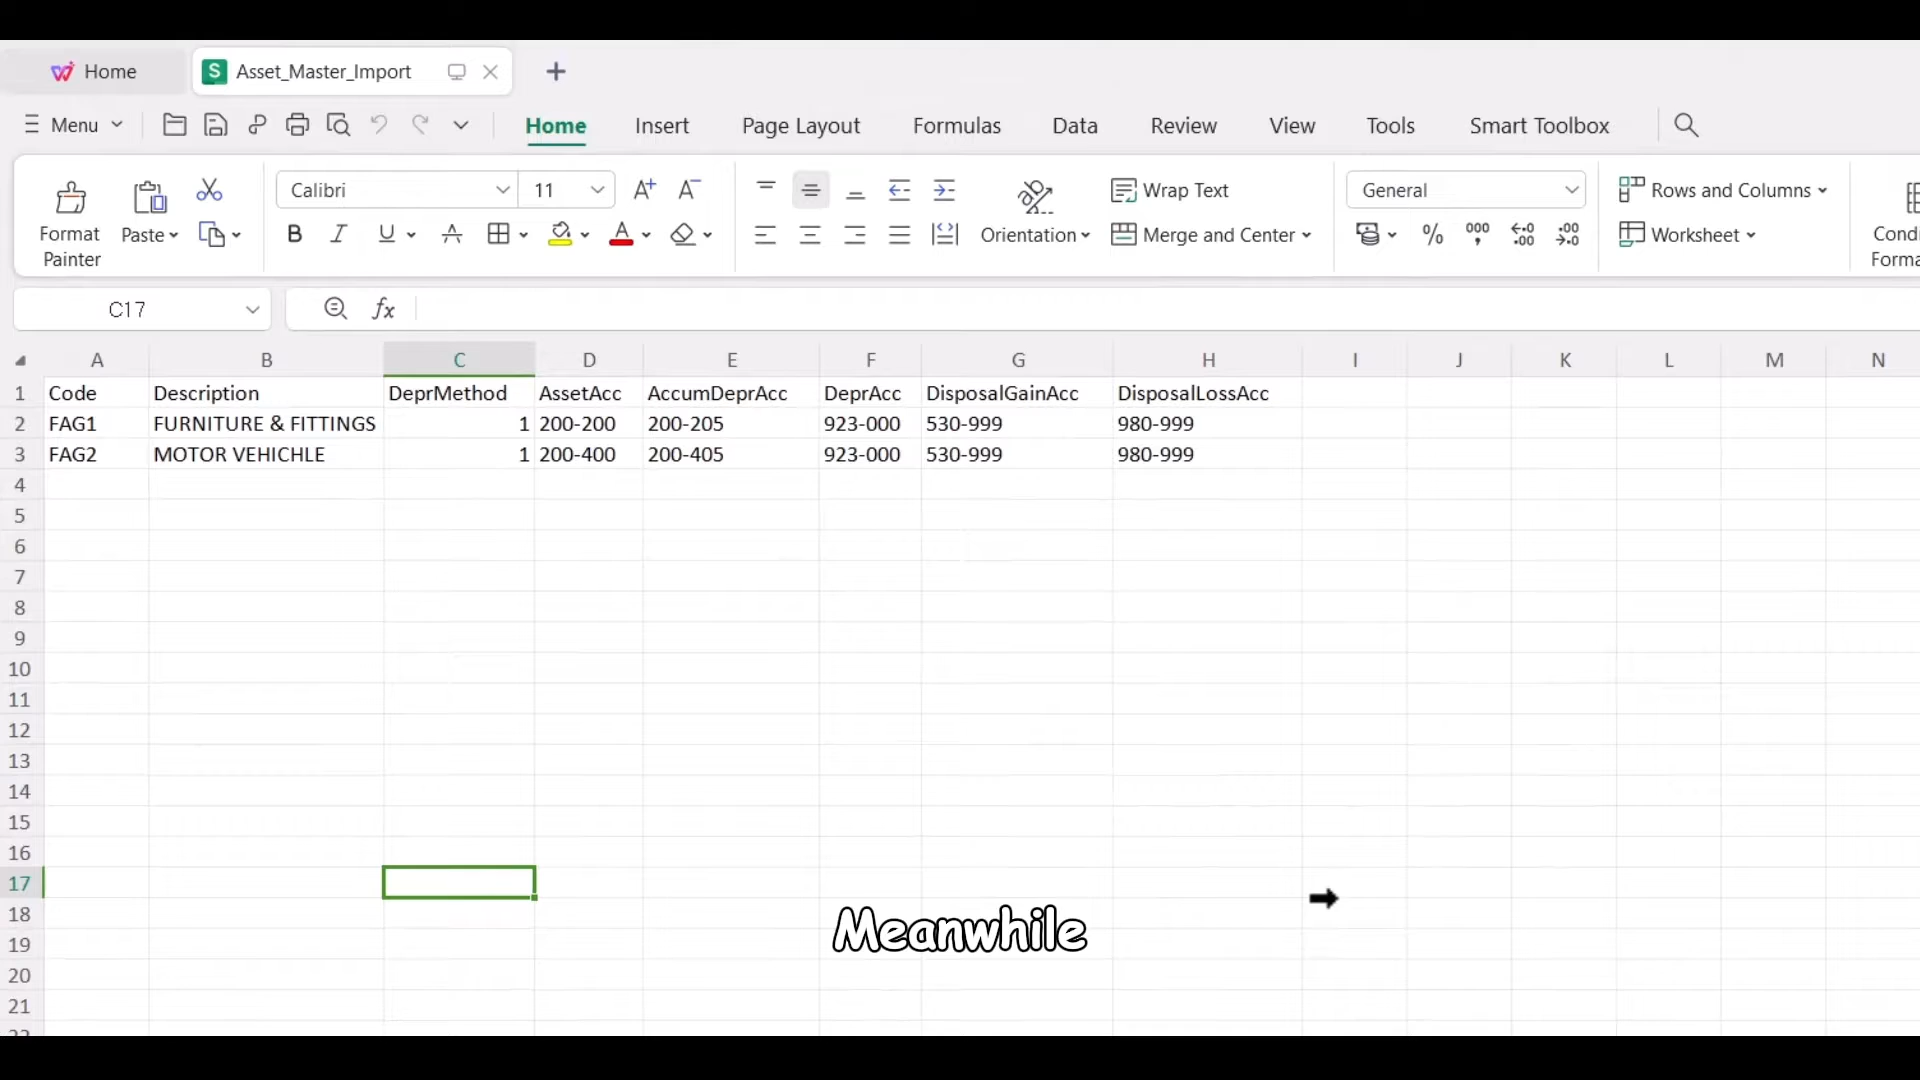 Home
Asset_Master_Import
Menu
Home
Insert
Page Layout
Formulas
Data
Review
View
Tools
Smart Toolbox
Format Painter
Paste
Calibri
11
A+ A-
B I U A
Orientation
Wrap Text
Merge and Center
General
%
Rows and Columns
Worksheet
Condi
Forma
C17
fx
A B C D E F G H I J K L M N
1 Code Description DeprMethod AssetAcc AccumDeprAcc DeprAcc DisposalGainAcc DisposalLossAcc
2 FAG1 FURNITURE & FITTINGS 1 200-200 200-205 923-000 530-999 980-999
3 FAG2 MOTOR VEHICHLE 1 200-400 200-405 923-000 530-999 980-999
4
5
6
7
8
9
10
11
12
13
14
15
16
17
18
Meanwhile
19
20
21